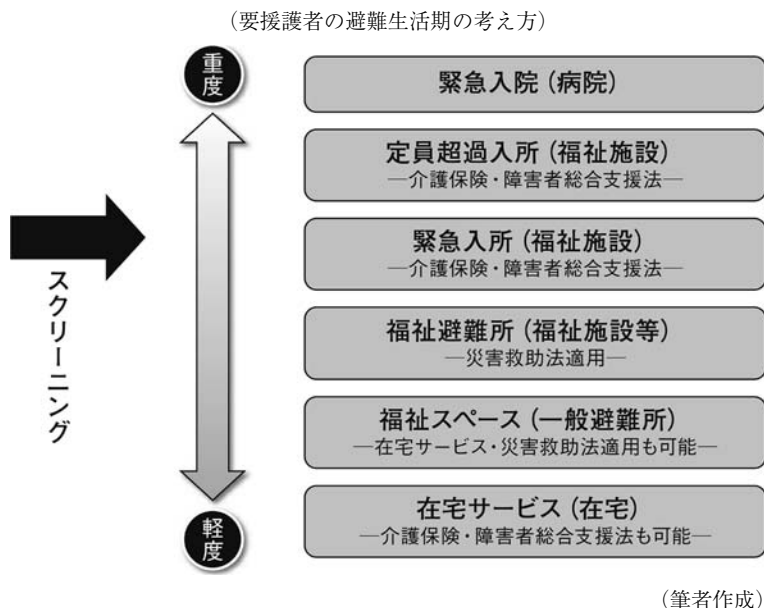 （要援護者の避難生活期の考え方）
重度
緊急入院（病院）
定員超過入所（福祉施設）
―介護保険・障害者総合支援法―
スクリーニング
緊急入所（福祉施設）
―介護保険・障害者総合支援法―
福祉避難所（福祉施設等）
―災害救助法適用―
福祉スペース（一般避難所）
―在宅サービス・災害救助法適用も可能―
軽度
在宅サービス（在宅）
―介護保険・障害者総合支援法も可能―
（筆者作成）